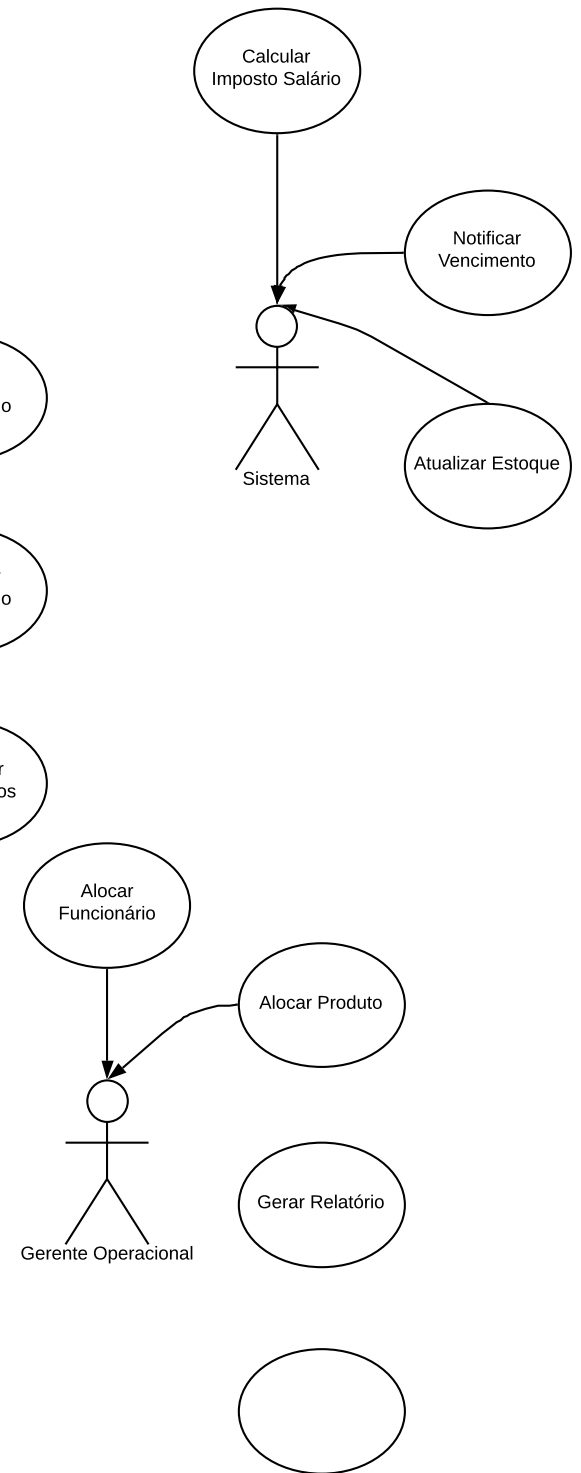 Calcular
Imposto Salário
Notificar
Vencimento
Atualizar Estoque
Sistema
Alocar
Funcionário
Alocar Produto
Gerar Relatório
Gerente Operacional